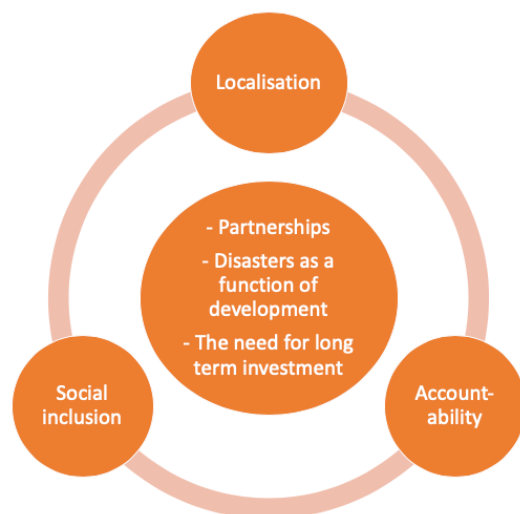 Localisation
- Partnerships
- Disasters as a
function of
development
- The need for long
term investment
Social
inclusion
Account-
ability